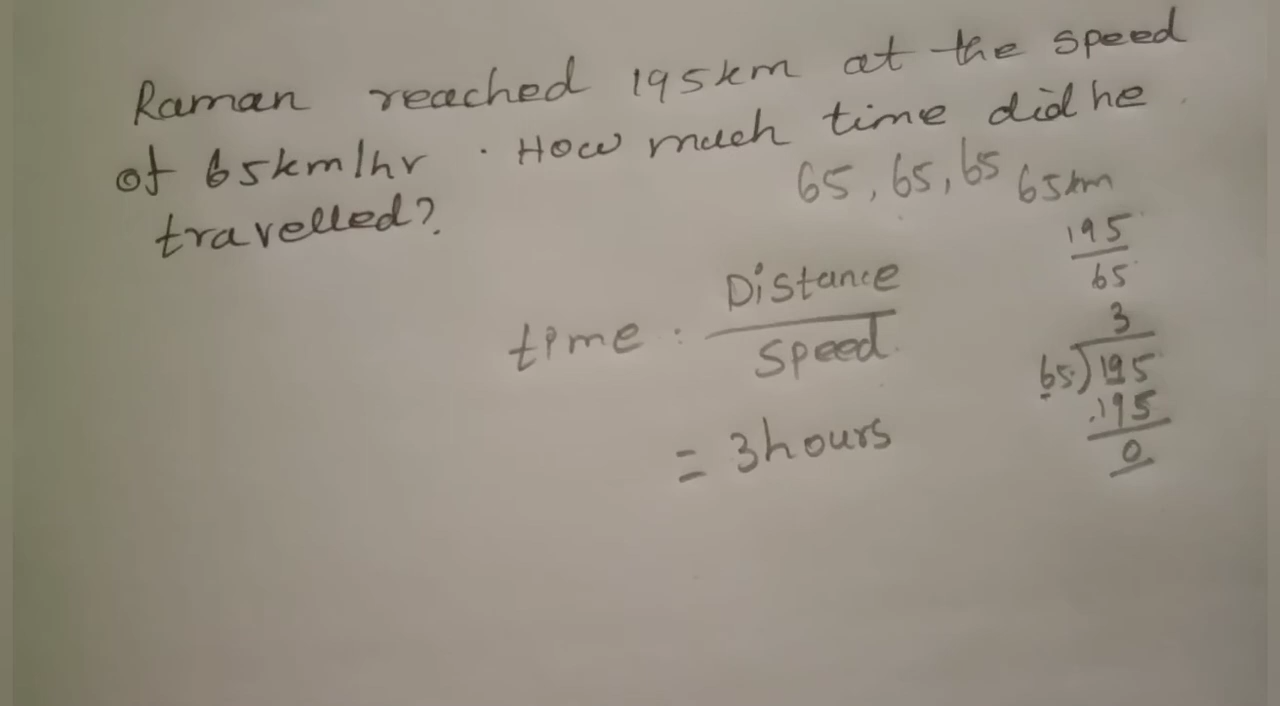 Raman reached 195km at the speed
of 65km/hr . How much time did he
travelled?
65, 65, 65 65km
195
65
time : Distance
Speed
3
65)195
195
0
= 3hours